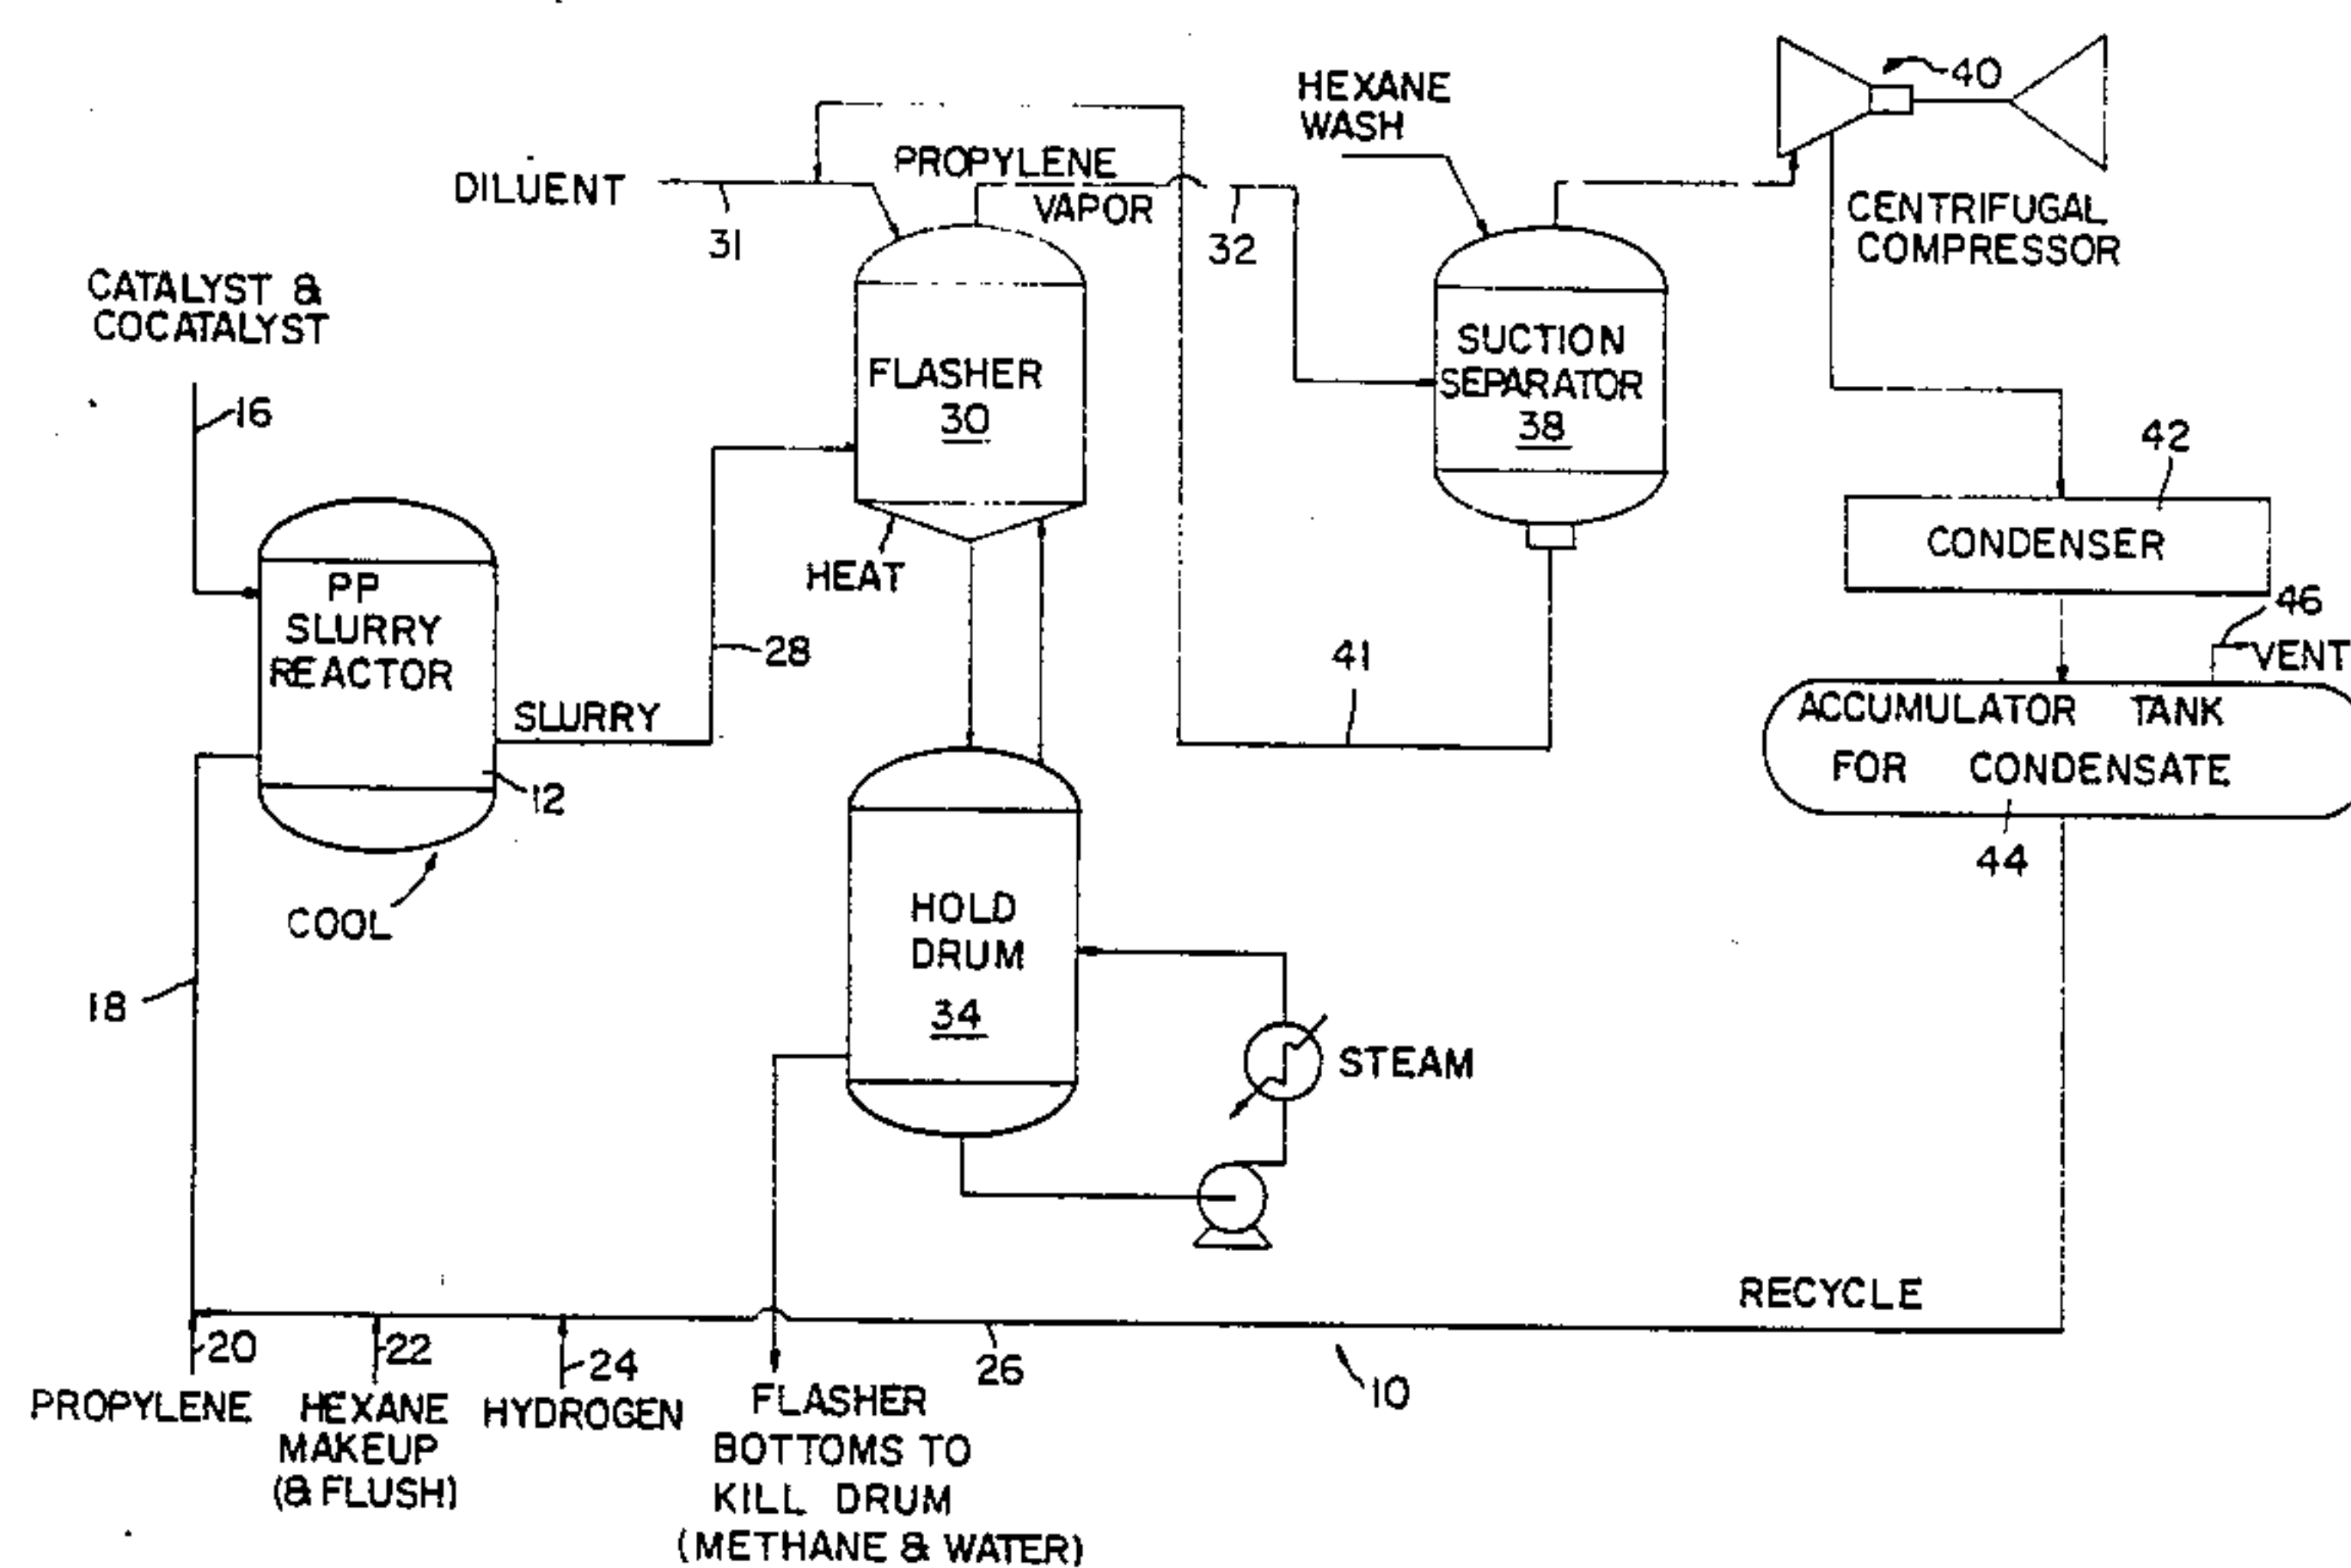 HEXANE
WASH
40
PROPYLENE
VAPOR
DILUENT
31
32
CENTRIFUGAL
COMPRESSOR
CATALYST &
COCATALYST
16
FLASHER
30
SUCTION
SEPARATOR
38
42
CONDENSER
HEAT
PP
SLURRY
REACTOR
28
46
VENT
41
SLURRY
12
ACCUMULATOR TANK
FOR CONDENSATE
44
COOL
HOLD
DRUM
34
18
STEAM
RECYCLE
20
22
24
26
10
PROPYLENE
HEXANE
MAKEUP
(& FLUSH)
HYDROGEN
FLASHER
BOTTOMS TO
KILL DRUM
(METHANE & WATER)